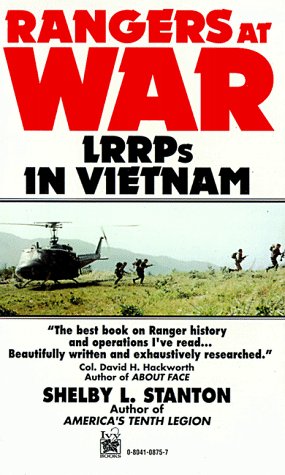 RANGERS AT
WAR
LRRPs
IN VIETNAM
"The best book on Ranger history
and operations I've read...
Beautifully written and exhaustively researched."
Col. David H. Hackworth
Author of ABOUT FACE
SHELBY L. STANTON
Author of
AMERICA'S TENTH LEGION
Ivy
BOOKS
0-8041-0875-7